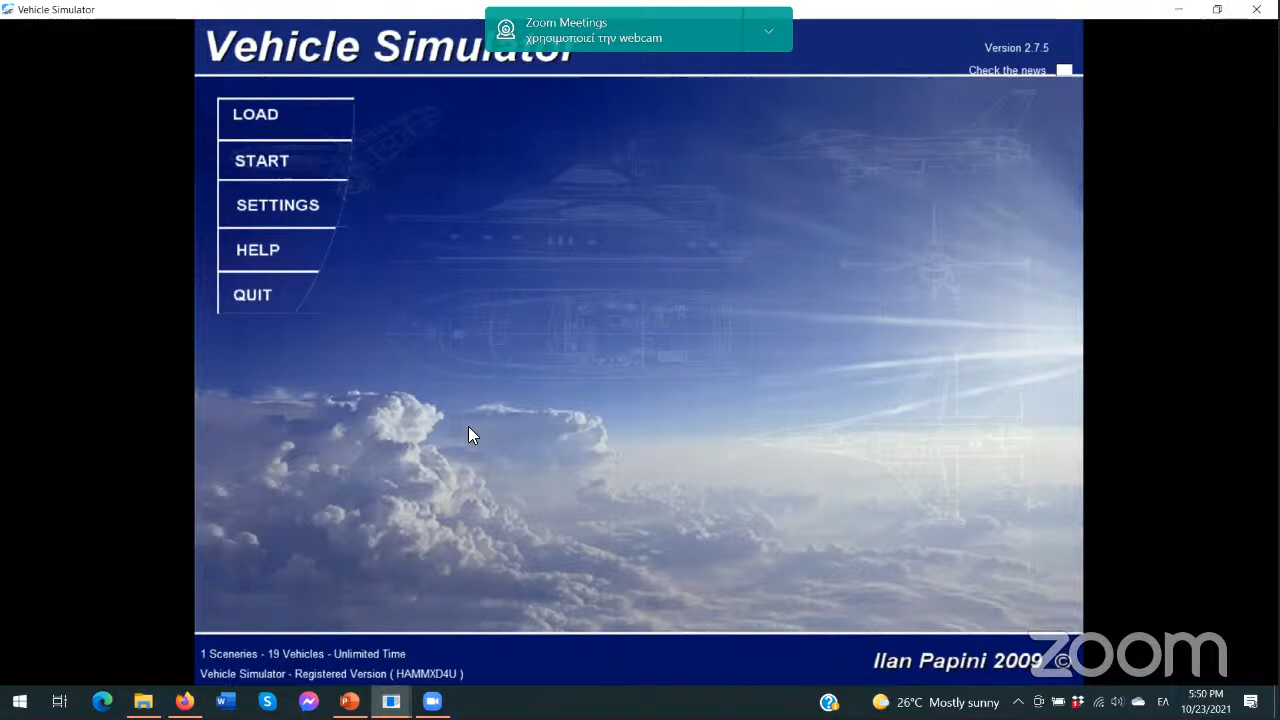 Vehicle Simulator
Zoom Meetings
χρησιμοποιεί την webcam
Vehicle Simulator
Version 2.7.5
Check the news
LOAD
START
SETTINGS
HELP
QUIT
1 Sceneries - 19 Vehicles - Unlimited Time
Vehicle Simulator - Registered Version ( HAMMXD4U )
Ilan Papini 2009 ©
zoom
26°C Mostly sunny
ΕΛ
5:50 PM
10/23/2021